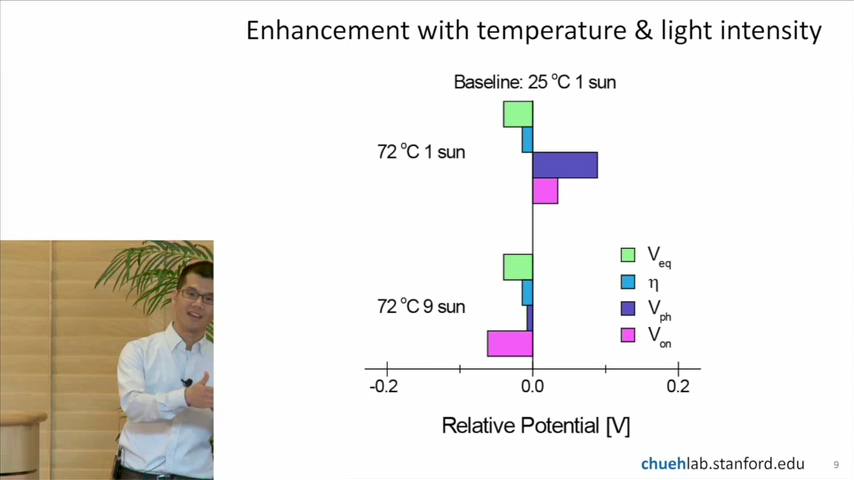 Enhancement with temperature & light intensity
Baseline: 25 °C 1 sun
72 °C 1 sun
72 °C 9 sun
Veq
η
Vph
Von
-0.2 0.0 0.2
Relative Potential [V]
chuehlab.stanford.edu 9